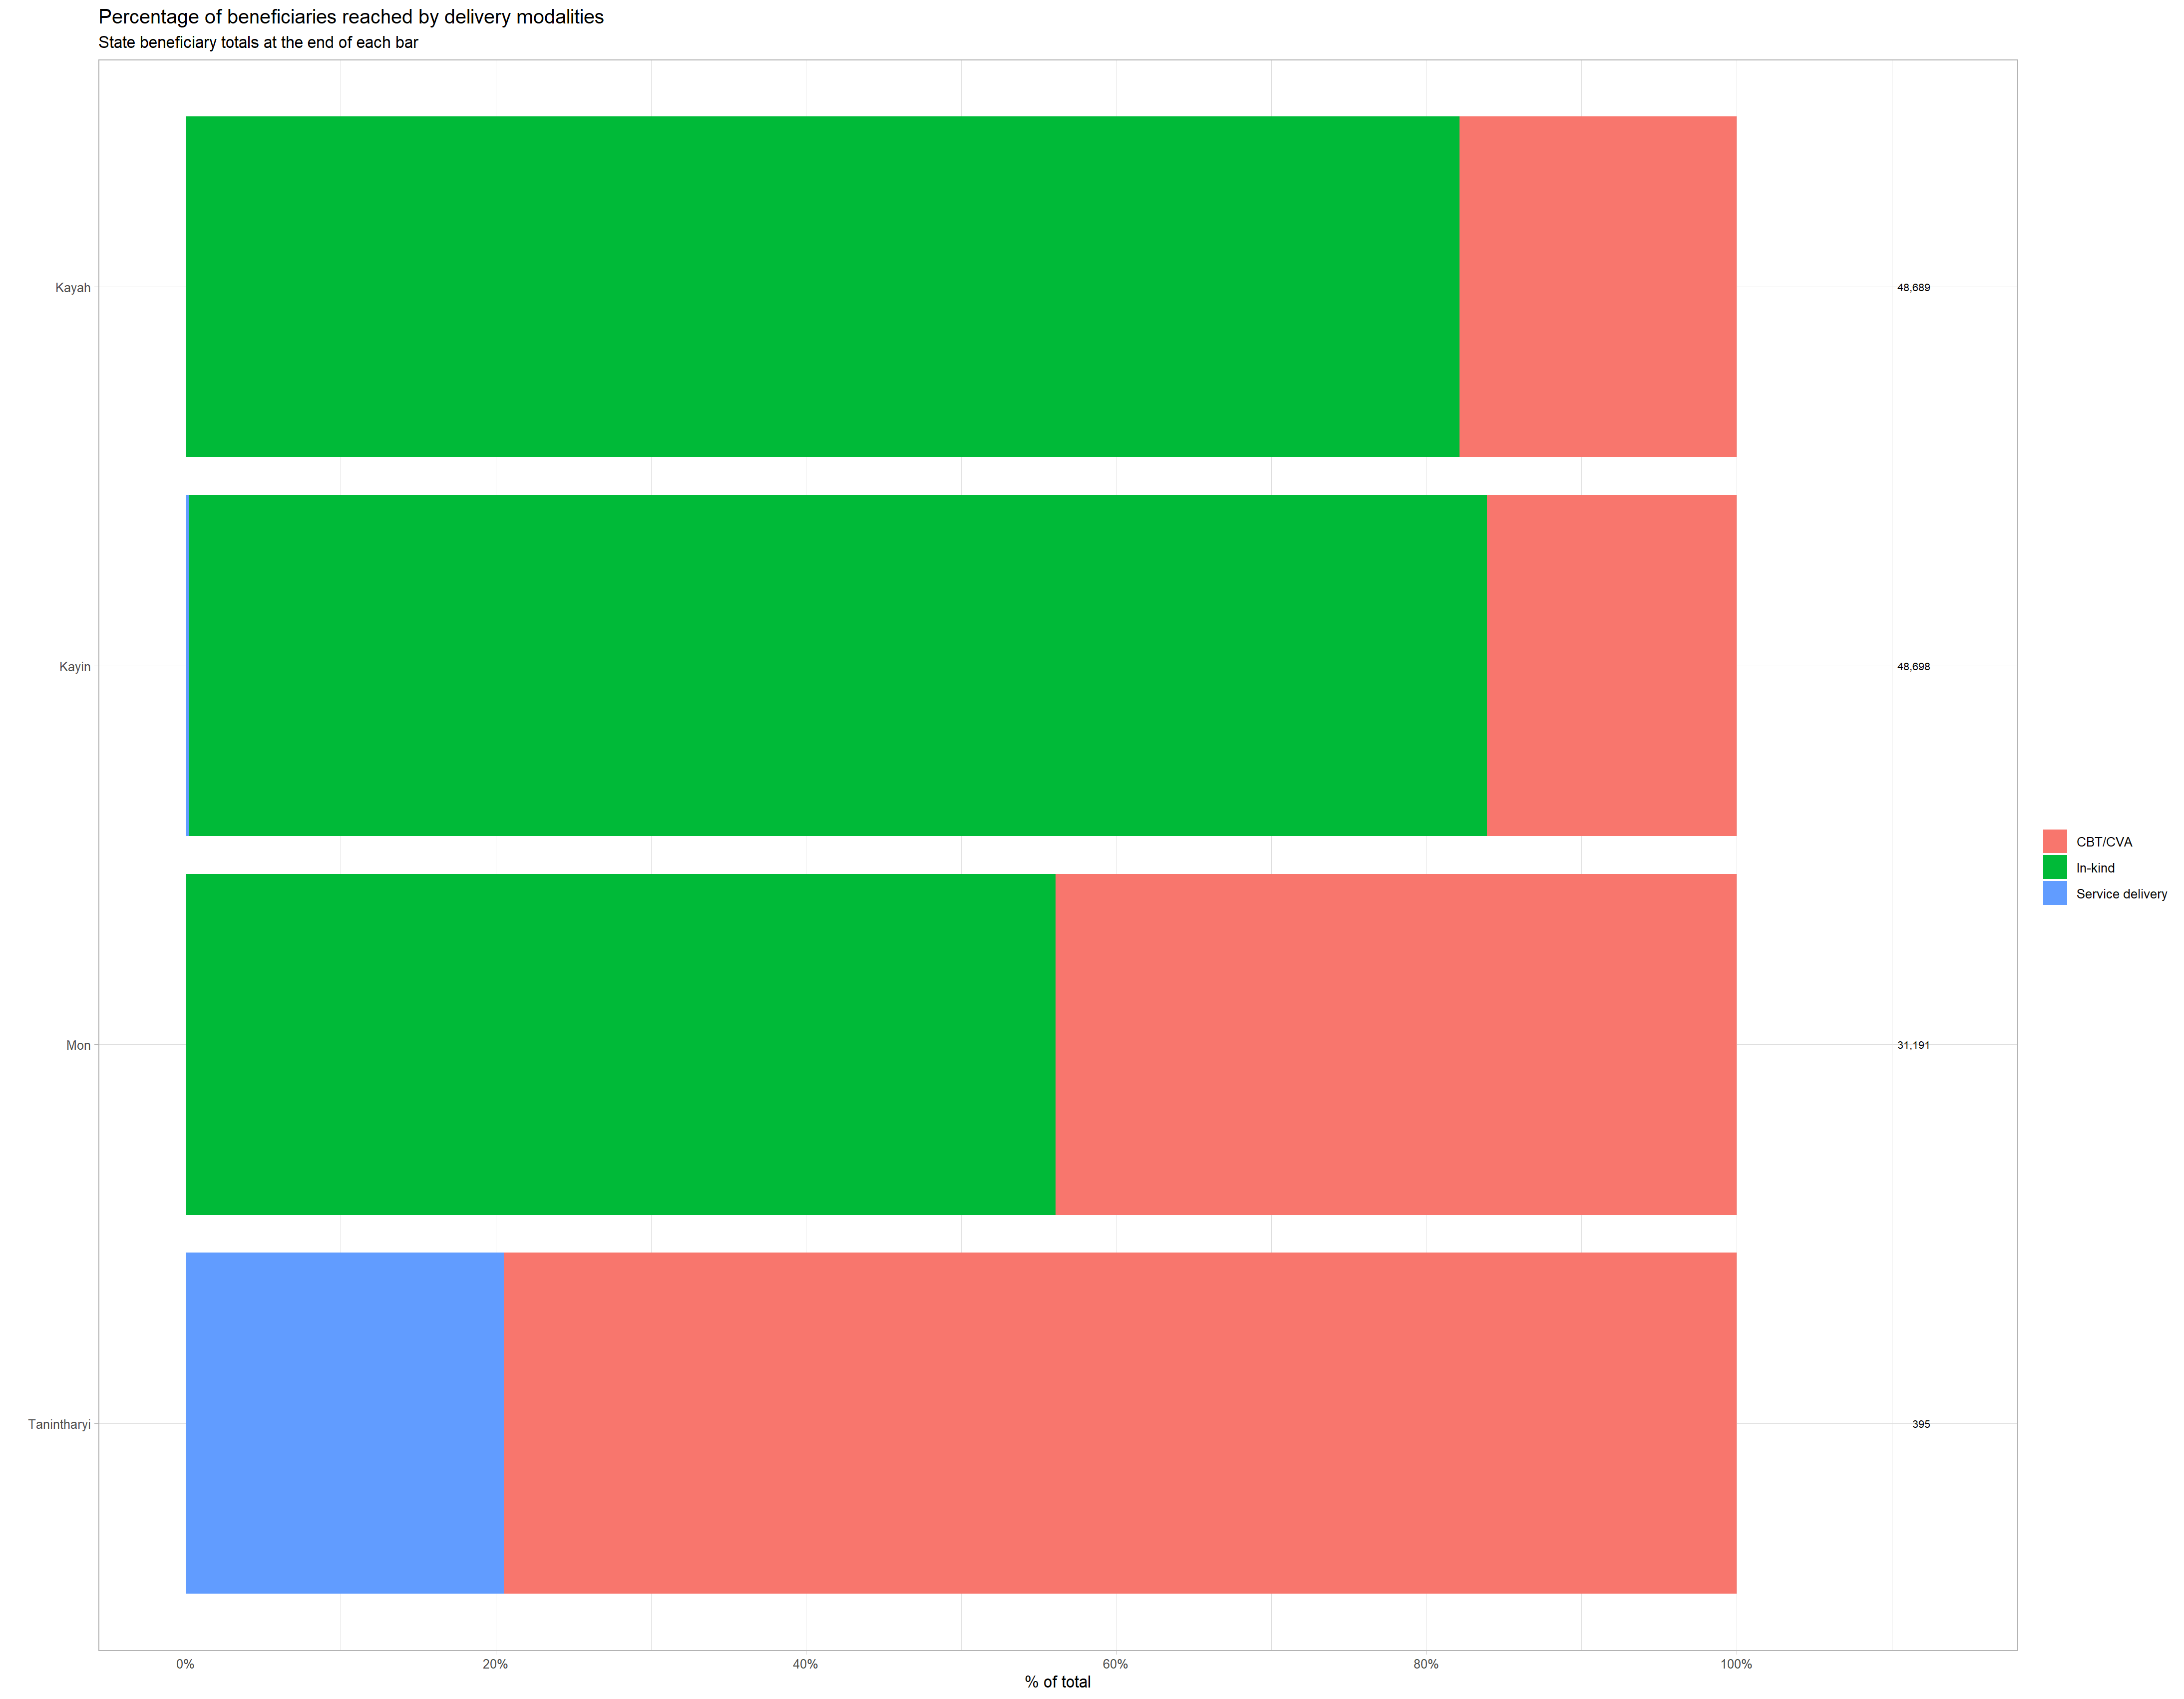 Percentage of beneficiaries reached by delivery modalities
State beneficiary totals at the end of each bar
Kayah
48,689
Kayin
48,698
Mon
31,191
Tanintharyi
395
0%
20%
40%
60%
80%
100%
% of total
CBT/CVA
In-kind
Service delivery